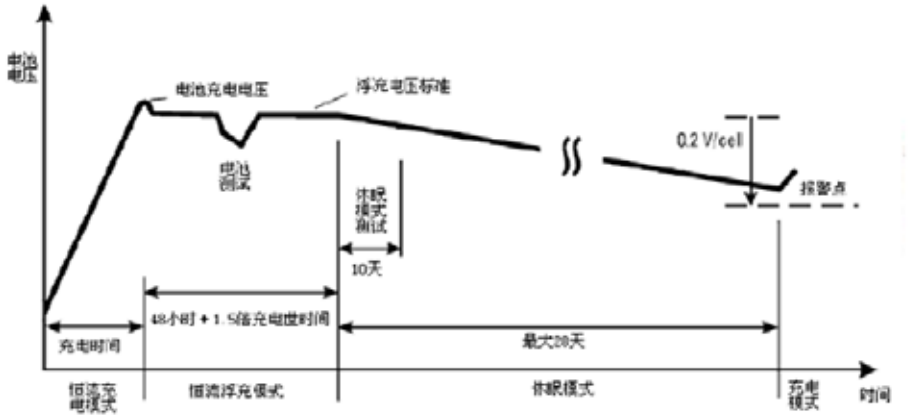 电池
电压
电池充电电压
浮充电压标准
0.2 V/cell
电池
测试
报警点
休眠
模式
测试
10天
48小时 + 1.5倍充电时间
充电时间
最大28天
恒流充
电模式
恒流浮充模式
休眠模式
充电
模式
时间